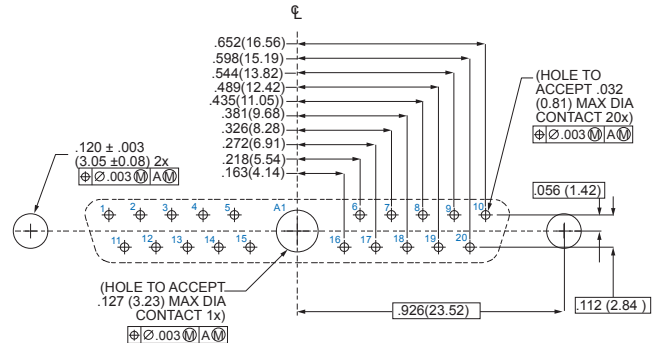 ℄
.652(16.56)
.598(15.19)
.544(13.82)
.489(12.42)
.435(11.05)
.381(9.68)
.326(8.28)
.272(6.91)
.218(5.54)
.163(4.14)
(HOLE TO
ACCEPT .032
(0.81) MAX DIA
CONTACT 20x)
⌖ ∅.003 Ⓜ A Ⓜ
.120 ± .003
(3.05 ±0.08) 2x
⌖ ∅.003 Ⓜ A Ⓜ
.056 (1.42)
1 2 3 4 5 A1 6 7 8 9 10
11 12 13 14 15 16 17 18 19 20
(HOLE TO ACCEPT
.127 (3.23) MAX DIA
CONTACT 1x)
⌖ ∅.003 Ⓜ A Ⓜ
.926(23.52)
.112 (2.84 )